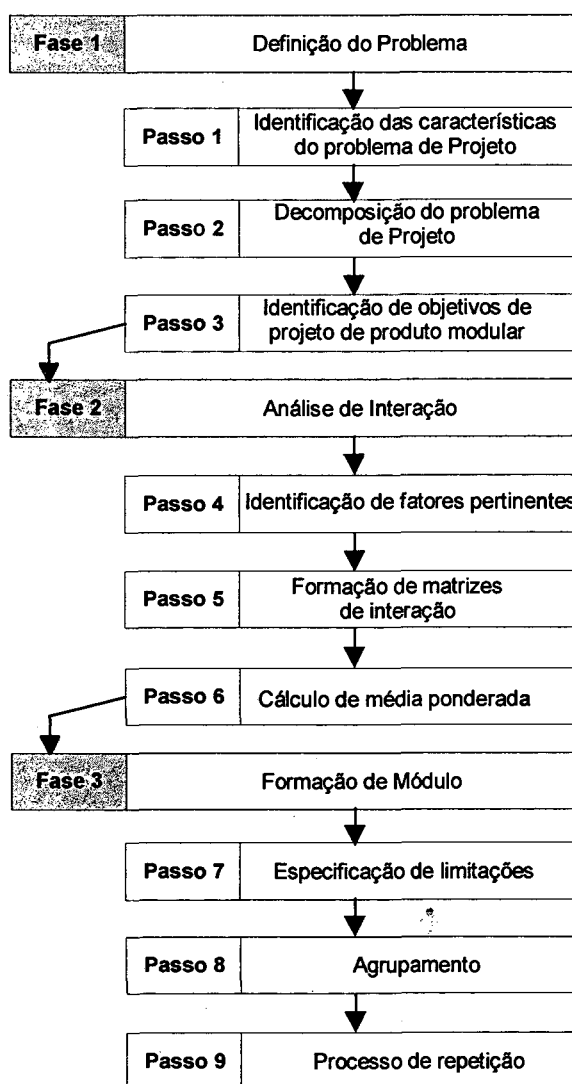 Fase 1 Definição do Problema
Passo 1 Identificação das características
do problema de Projeto
Passo 2 Decomposição do problema
de Projeto
Passo 3 Identificação de objetivos de
projeto de produto modular
Fase 2 Análise de Interação
Passo 4 Identificação de fatores pertinentes
Passo 5 Formação de matrizes
de interação
Passo 6 Cálculo de média ponderada
Fase 3 Formação de Módulo
Passo 7 Especificação de limitações
Passo 8 Agrupamento
Passo 9 Processo de repetição